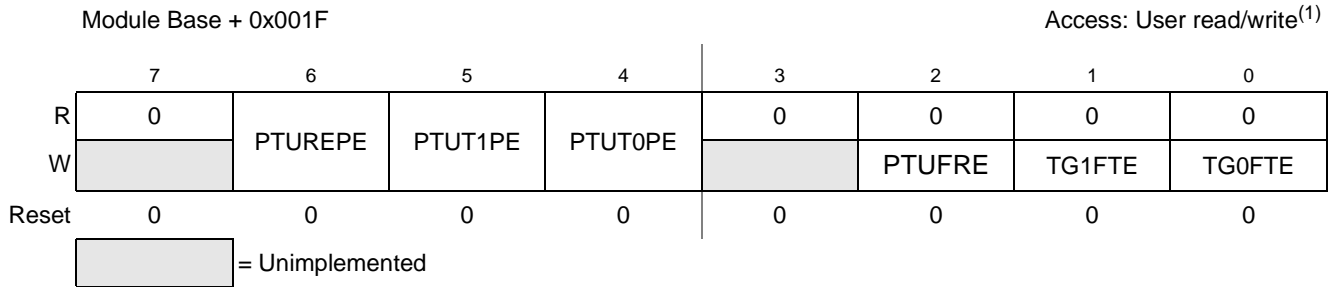 Module Base + 0x001F Access: User read/write(1)
7 6 5 4 3 2 1 0
R 0 PTUREPE PTUT1PE PTUT0PE 0 0 0 0
W PTUFRE TG1FTE TG0FTE
Reset 0 0 0 0 0 0 0 0
= Unimplemented